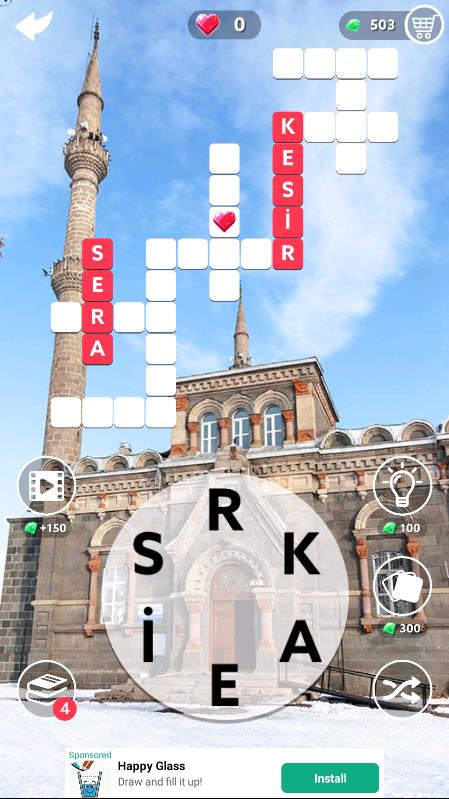 0
503
K
E
S
İ
R
S
E
R
A
+150
100
300
4
R
S
K
İ
A
E
Sponsored
Happy Glass
Draw and fill it up!
Install